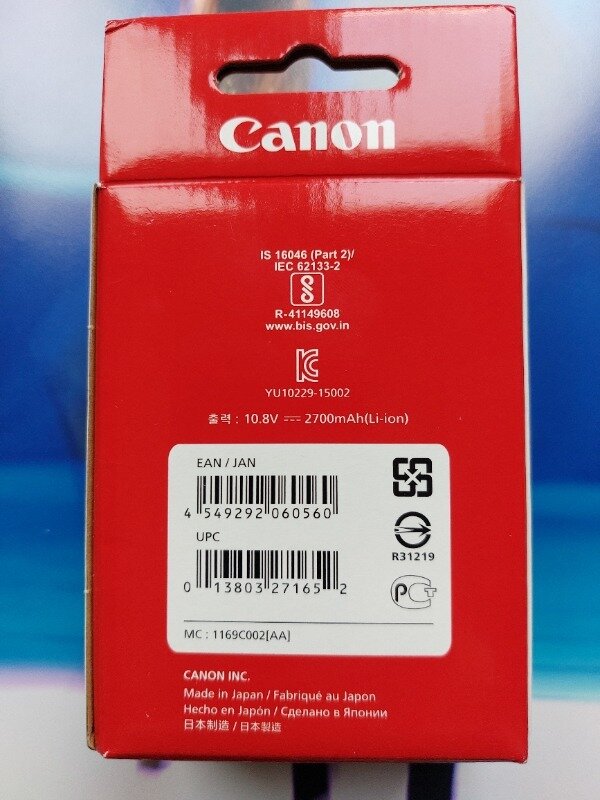 Canon
IS 16046 (Part 2)/
IEC 62133-2
R-41149608
www.bis.gov.in
YU10229-15002
출력 : 10.8V ⎓ 2700mAh(Li-ion)
EAN / JAN
4 549292 060560
UPC
0 13803 27165 2
R31219
PCT
MC : 1169C002[AA]
CANON INC.
Made in Japan / Fabriqué au Japon
Hecho en Japón / Сделано в Японии
日本制造 / 日本製造